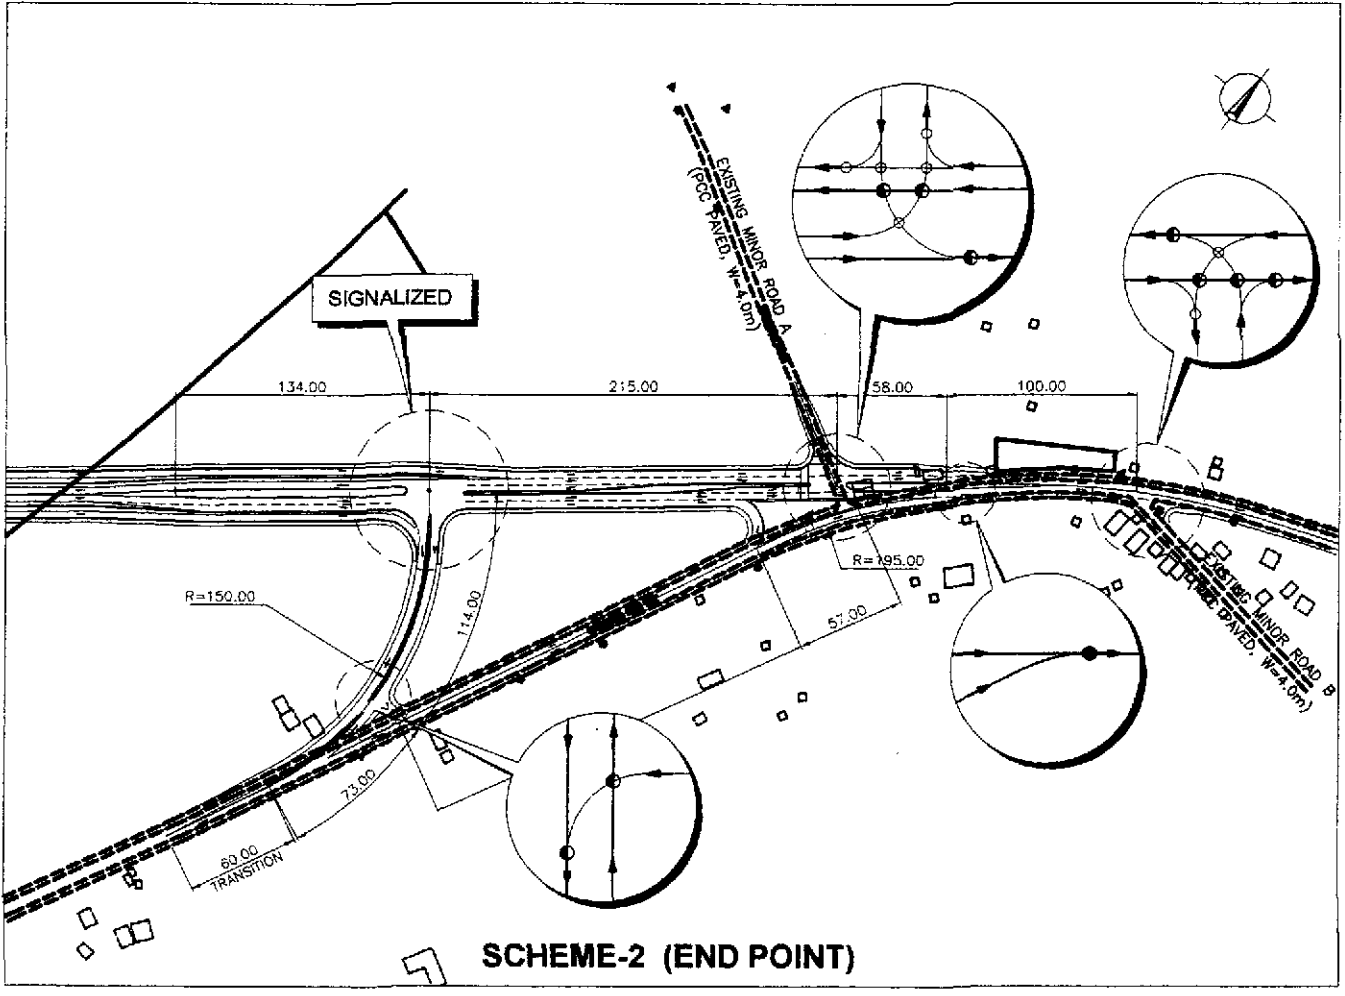 EXISTING MINOR ROAD A
(PCC PAVED, W=4.0m)
SIGNALIZED
134.00
215.00
58.00
100.00
R=150.00
114.00
R=195.00
57.00
EXISTING MINOR ROAD B
PAVED, W=4.0m)
73.00
60.00
TRANSITION
SCHEME-2 (END POINT)